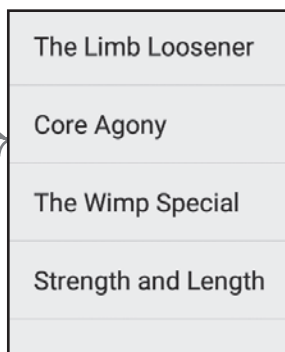 The Limb Loosener
Core Agony
The Wimp Special
Strength and Length